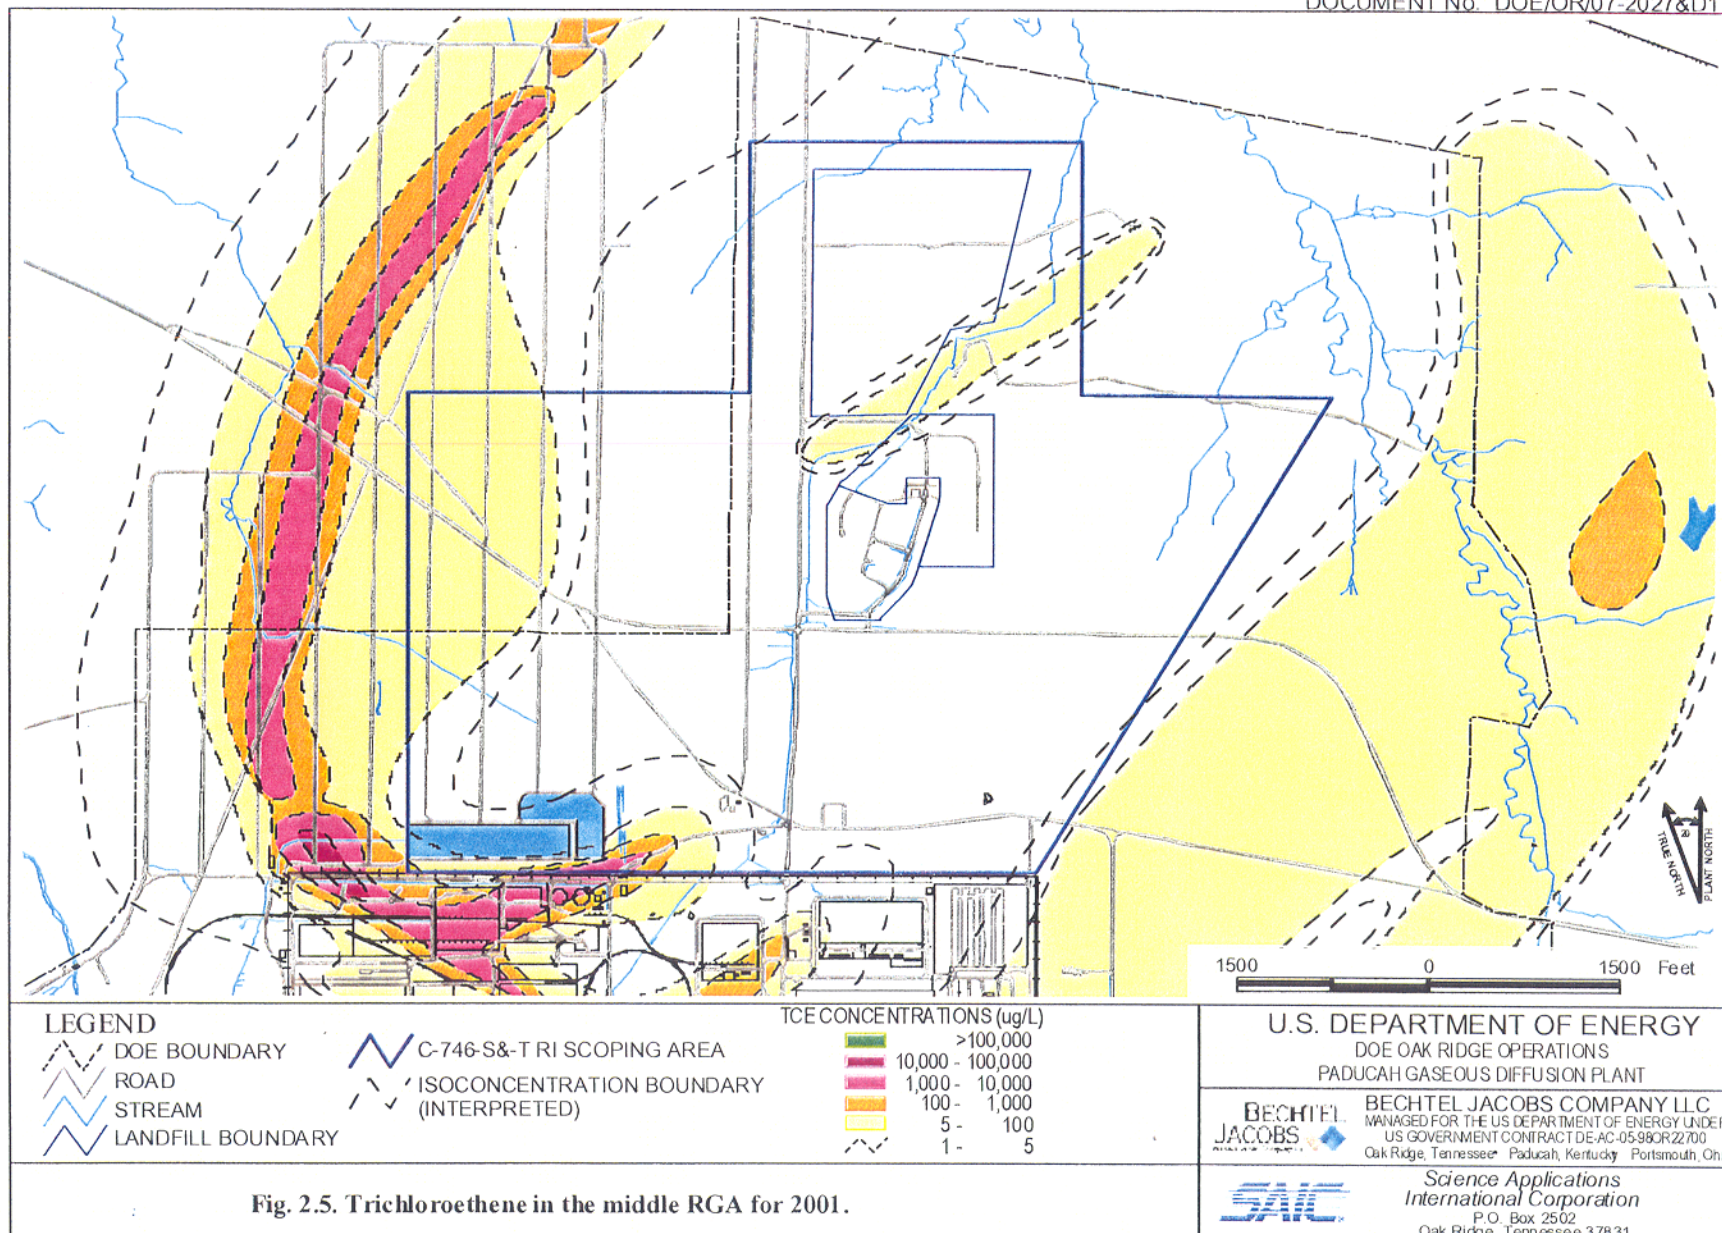 DOCUMENT No. DOE/OR/07-2027&D1
TRUE NORTH
20
PLANT NORTH
D
1500 0 1500 Feet
LEGEND
DOE BOUNDARY
ROAD
STREAM
LANDFILL BOUNDARY
C-746-S&-T RI SCOPING AREA
ISOCONCENTRATION BOUNDARY
(INTERPRETED)
TCE CONCENTRATIONS (ug/L)
>100,000
10,000 - 100,000
1,000 - 10,000
100 - 1,000
5 - 100
1 - 5
U.S. DEPARTMENT OF ENERGY
DOE OAK RIDGE OPERATIONS
PADUCAH GASEOUS DIFFUSION PLANT
BECHTEL
JACOBS
BECHTEL JACOBS COMPANY LLC
MANAGED FOR THE US DEPARTMENT OF ENERGY UNDER
US GOVERNMENT CONTRACT DE-AC-05-98OR22700
Oak Ridge, Tennessee Paducah, Kentucky Portsmouth, Oh
SAIC
Science Applications
International Corporation
P.O. Box 2502
Oak Ridge, Tennessee 37831
Fig. 2.5. Trichloroethene in the middle RGA for 2001.